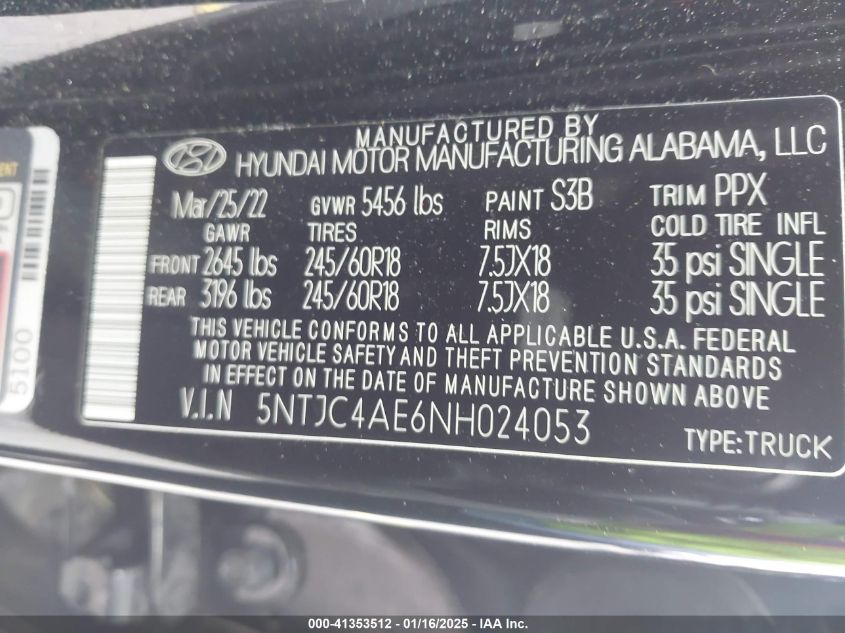 MANUFACTURED BY
HYUNDAI MOTOR MANUFACTURING ALABAMA, LLC
Mar/25/22 GVWR 5456 lbs PAINT S3B TRIM PPX
GAWR TIRES RIMS COLD TIRE INFL
FRONT 2645 lbs 245/60R18 7.5JX18 35 psi SINGLE
REAR 3196 lbs 245/60R18 7.5JX18 35 psi SINGLE
THIS VEHICLE CONFORMS TO ALL APPLICABLE U.S.A. FEDERAL
MOTOR VEHICLE SAFETY AND THEFT PREVENTION STANDARDS
IN EFFECT ON THE DATE OF MANUFACTURE SHOWN ABOVE
V.I.N 5NTJC4AE6NH024053
TYPE:TRUCK
5100
000-41353512 - 01/16/2025 - IAA Inc.